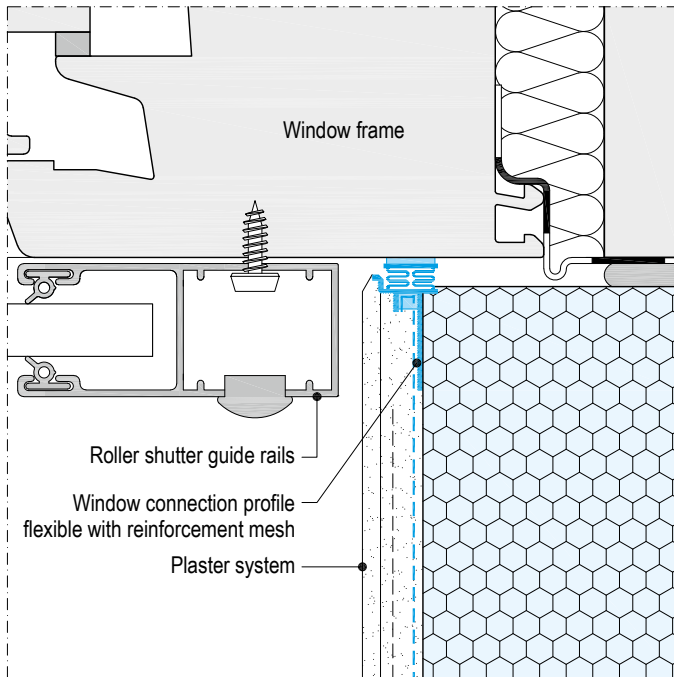 Window frame
Roller shutter guide rails
Window connection profile
flexible with reinforcement mesh
Plaster system